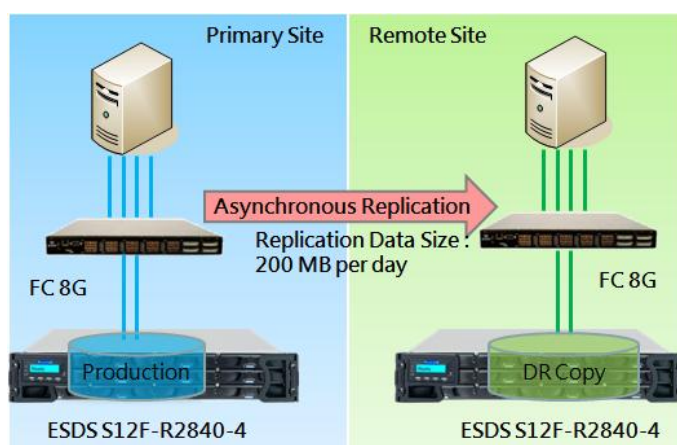 Primary Site
Remote Site
Asynchronous Replication
Replication Data Size :
200 MB per day
FC 8G
FC 8G
Production
DR Copy
ESDS S12F-R2840-4
ESDS S12F-R2840-4